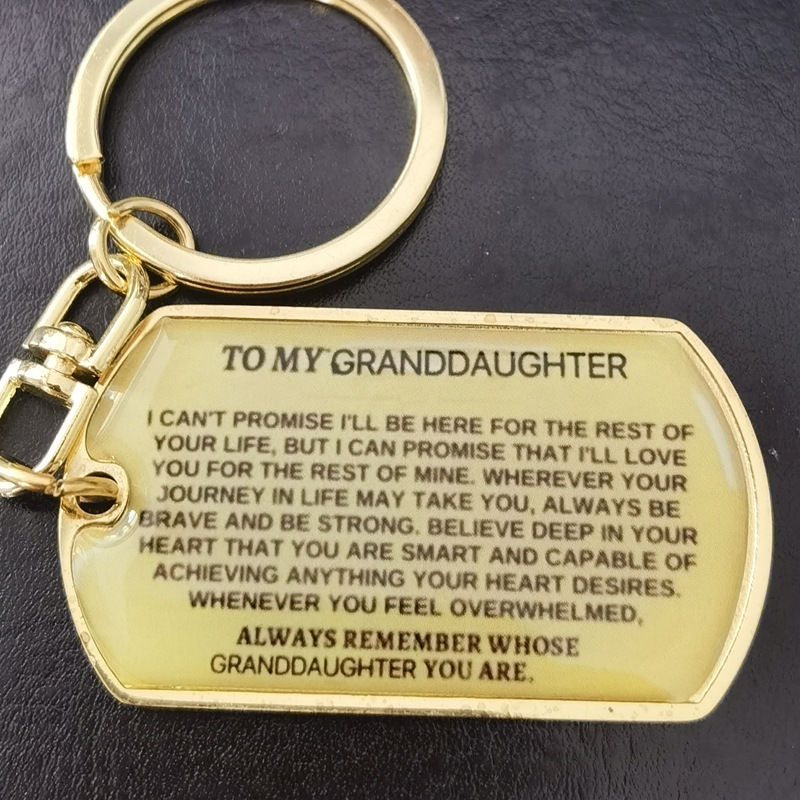 TO MY GRANDDAUGHTER
I CAN'T PROMISE I'LL BE HERE FOR THE REST OF
YOUR LIFE, BUT I CAN PROMISE THAT I'LL LOVE
YOU FOR THE REST OF MINE. WHEREVER YOUR
JOURNEY IN LIFE MAY TAKE YOU, ALWAYS BE
BRAVE AND BE STRONG. BELIEVE DEEP IN YOUR
HEART THAT YOU ARE SMART AND CAPABLE OF
ACHIEVING ANYTHING YOUR HEART DESIRES.
WHENEVER YOU FEEL OVERWHELMED,
ALWAYS REMEMBER WHOSE
GRANDDAUGHTER YOU ARE.